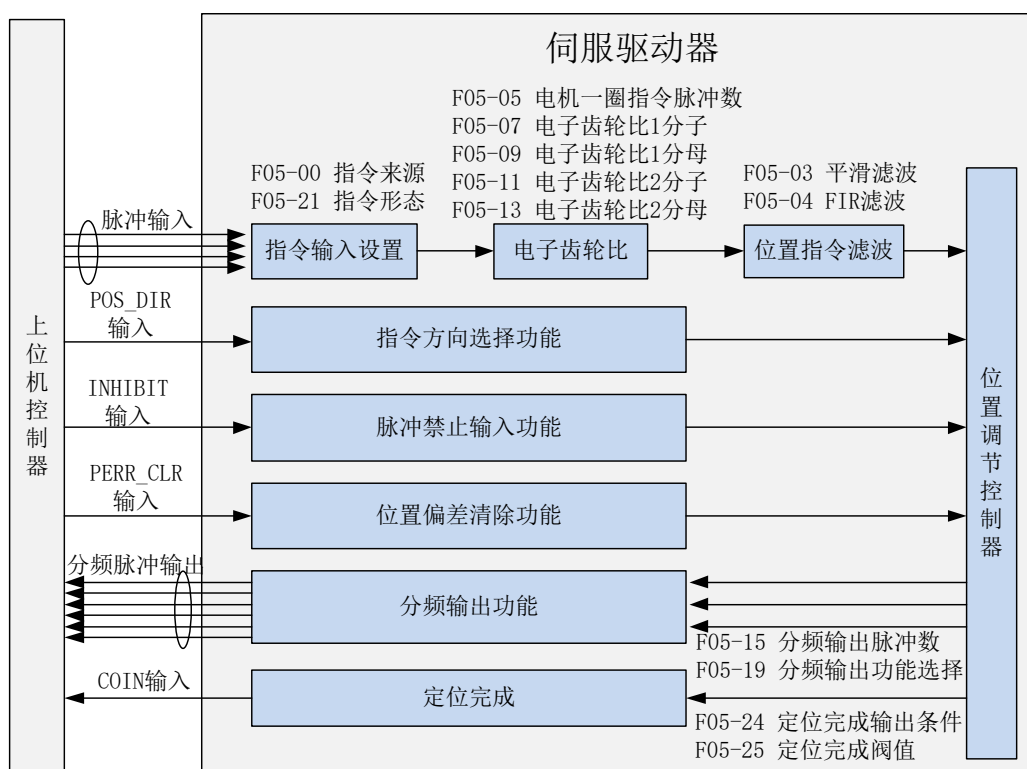 伺服驱动器
F05-05 电机一圈指令脉冲数
F05-07 电子齿轮比1分子
F05-09 电子齿轮比1分母
F05-11 电子齿轮比2分子
F05-13 电子齿轮比2分母
F05-00 指令来源
F05-21 指令形态
F05-03 平滑滤波
F05-04 FIR滤波
脉冲输入
指令输入设置
电子齿轮比
位置指令滤波
POS_DIR
输入
指令方向选择功能
上位机控制器
INHIBIT
输入
脉冲禁止输入功能
位置调节控制器
PERR_CLR
输入
位置偏差清除功能
分频脉冲输出
分频输出功能
F05-15 分频输出脉冲数
F05-19 分频输出功能选择
COIN输入
定位完成
F05-24 定位完成输出条件
F05-25 定位完成阀值